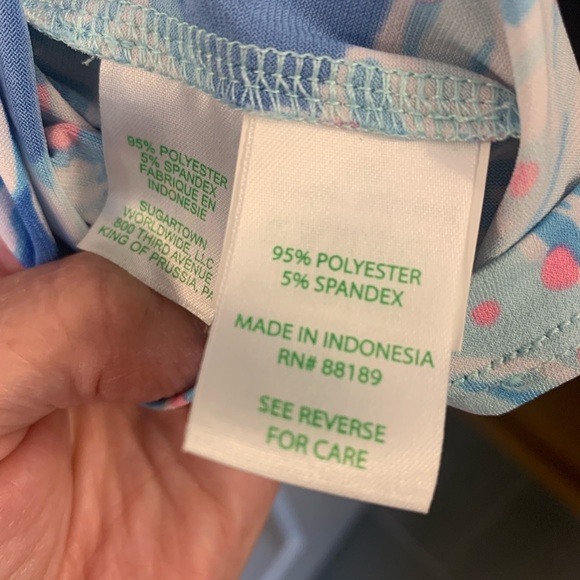 95% POLYESTER
5% SPANDEX
FABRIQUE EN
INDONESIE
SUGARTOWN
WORLDWIDE, LLC
800 THIRD AVENUE
KING OF PRUSSIA, PA
95% POLYESTER
5% SPANDEX
MADE IN INDONESIA
RN# 88189
SEE REVERSE
FOR CARE